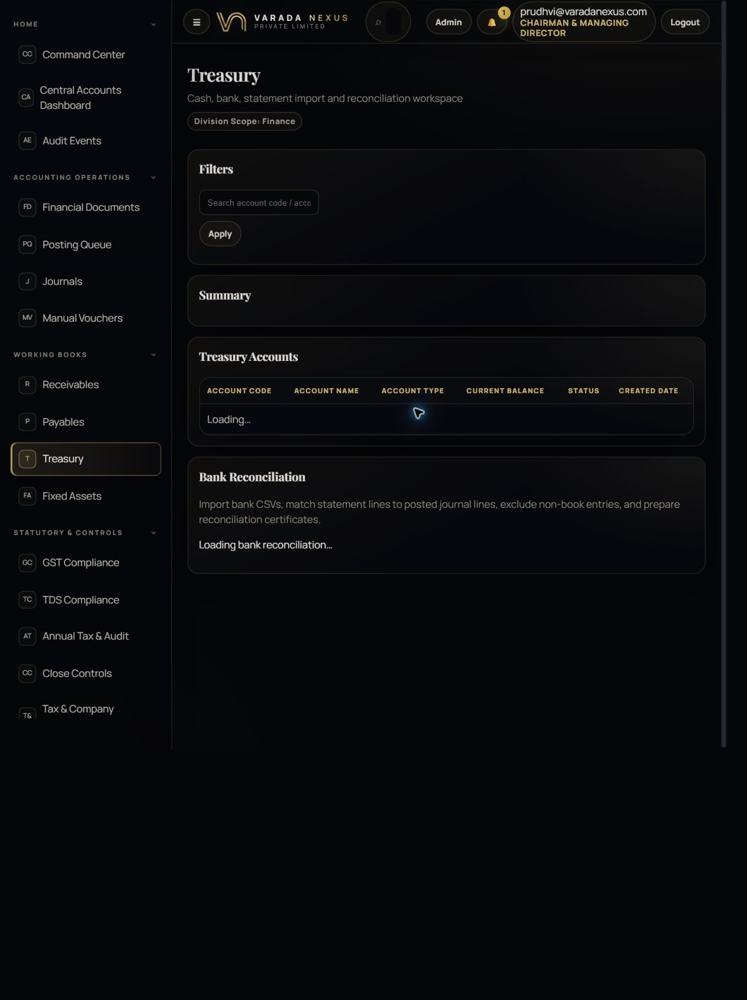 HOME
CC Command Center
CA Central Accounts
Dashboard
AE Audit Events
ACCOUNTING OPERATIONS
FD Financial Documents
PQ Posting Queue
J Journals
MV Manual Vouchers
WORKING BOOKS
R Receivables
P Payables
T Treasury
FA Fixed Assets
STATUTORY & CONTROLS
GC GST Compliance
TC TDS Compliance
AT Annual Tax & Audit
CC Close Controls
T& Tax & Company
VARADA NEXUS
PRIVATE LIMITED
Admin
1
prudhvi@varadanexus.com
CHAIRMAN & MANAGING
DIRECTOR
Logout
Treasury
Cash, bank, statement import and reconciliation workspace
Division Scope: Finance
Filters
Search account code / acco
Apply
Summary
Treasury Accounts
ACCOUNT CODE ACCOUNT NAME ACCOUNT TYPE CURRENT BALANCE STATUS CREATED DATE
Loading...
Bank Reconciliation
Import bank CSVs, match statement lines to posted journal lines, exclude non-book entries, and prepare
reconciliation certificates.
Loading bank reconciliation...